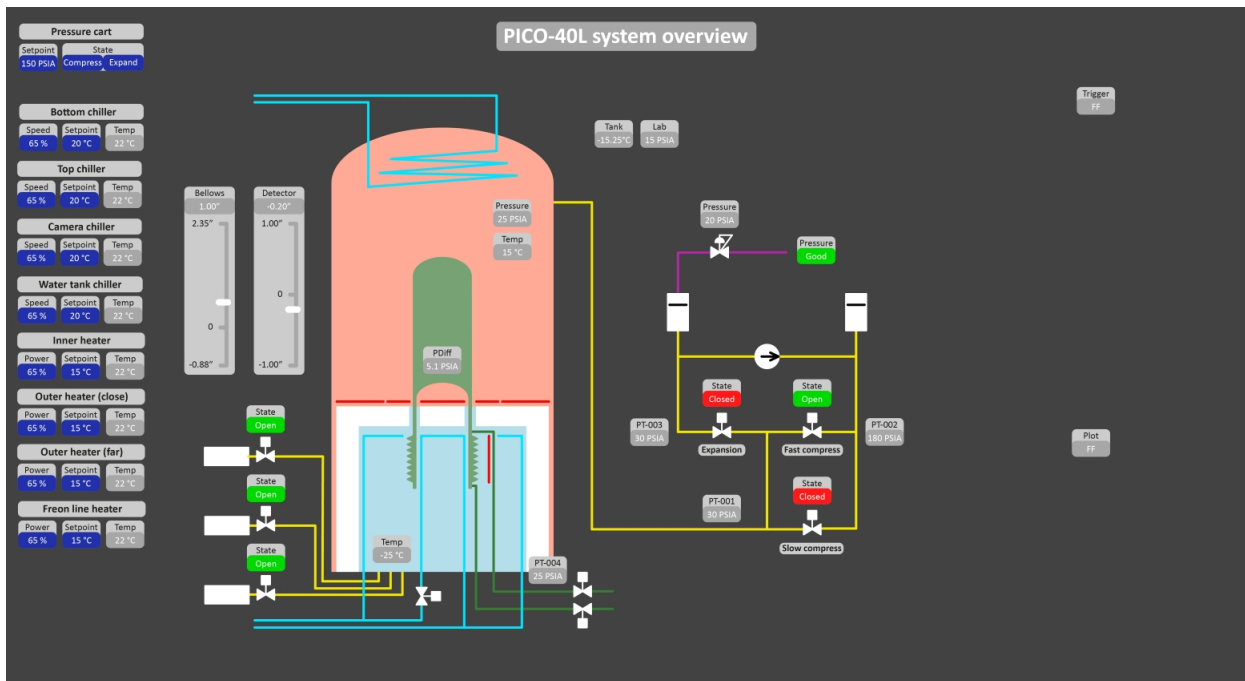 PICO-40L system overview
Pressure cart
Setpoint State
150 PSIA Compress Expand
Bottom chiller
Speed Setpoint Temp
65 % 20 °C 22 °C
Top chiller
Speed Setpoint Temp
65 % 20 °C 22 °C
Camera chiller
Speed Setpoint Temp
65 % 20 °C 22 °C
Water tank chiller
Speed Setpoint Temp
65 % 20 °C 22 °C
Inner heater
Power Setpoint Temp
65 % 15 °C 22 °C
Outer heater (close)
Power Setpoint Temp
65 % 15 °C 22 °C
Outer heater (far)
Power Setpoint Temp
65 % 15 °C 22 °C
Freon line heater
Power Setpoint Temp
65 % 15 °C 22 °C
Bellows
1.00"
2.35"
0
-0.88"
Detector
-0.20"
1.00"
0
-1.00"
State
Open
State
Open
State
Open
Tank
-15.25°C
Lab
15 PSIA
Pressure
25 PSIA
Temp
15 °C
PDiff
5.1 PSIA
Temp
-25 °C
PT-004
25 PSIA
Pressure
20 PSIA
Pressure
Good
State
Closed
State
Open
PT-003
30 PSIA
PT-002
180 PSIA
Expansion
Fast compress
PT-001
30 PSIA
State
Closed
Slow compress
Trigger
FF
Plot
FF